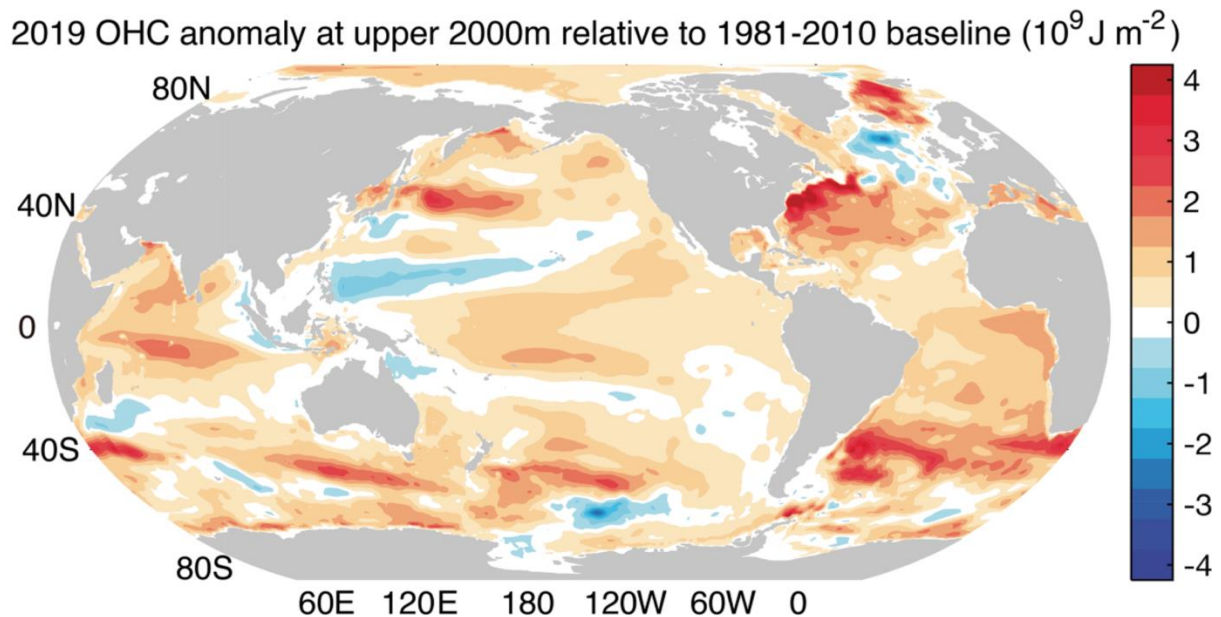 2019 OHC anomaly at upper 2000m relative to 1981-2010 baseline (10⁹ J m⁻²)
80N
40N
0
40S
80S
60E 120E 180 120W 60W 0
4
3
2
1
0
-1
-2
-3
-4